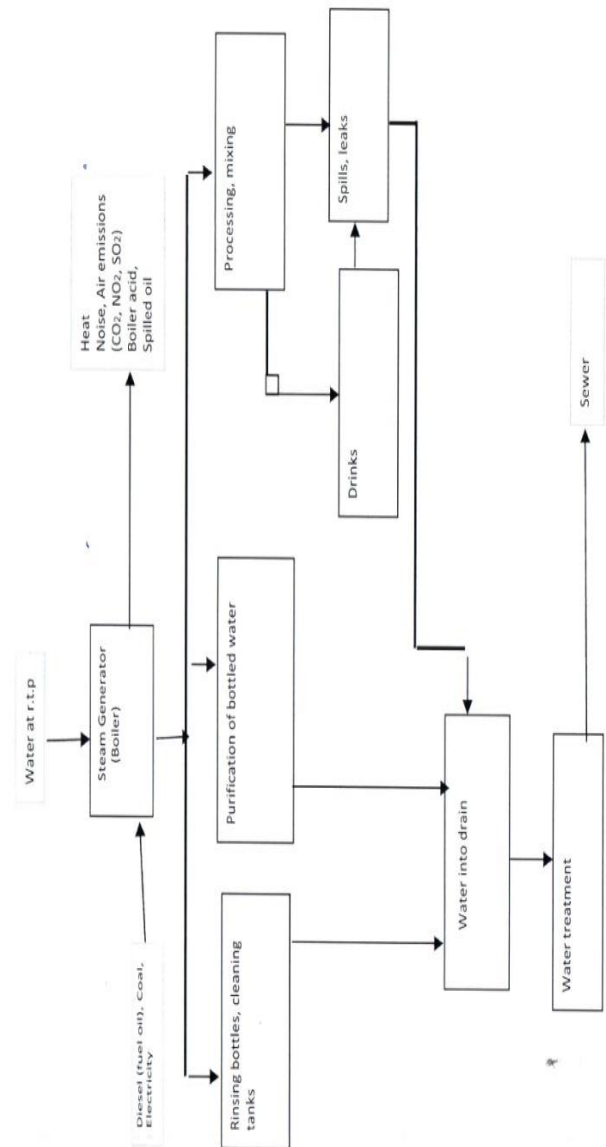 Water at r.t.p
Diesel (fuel oil), Coal,
Electricity
Steam Generator
(Boiler)
Heat
Noise, Air emissions
(CO2, NO2, SO2)
Boiler acid,
Spilled oil
Rinsing bottles, cleaning
tanks
Purification of bottled water
Processing, mixing
Drinks
Spills, leaks
Water into drain
Water treatment
Sewer